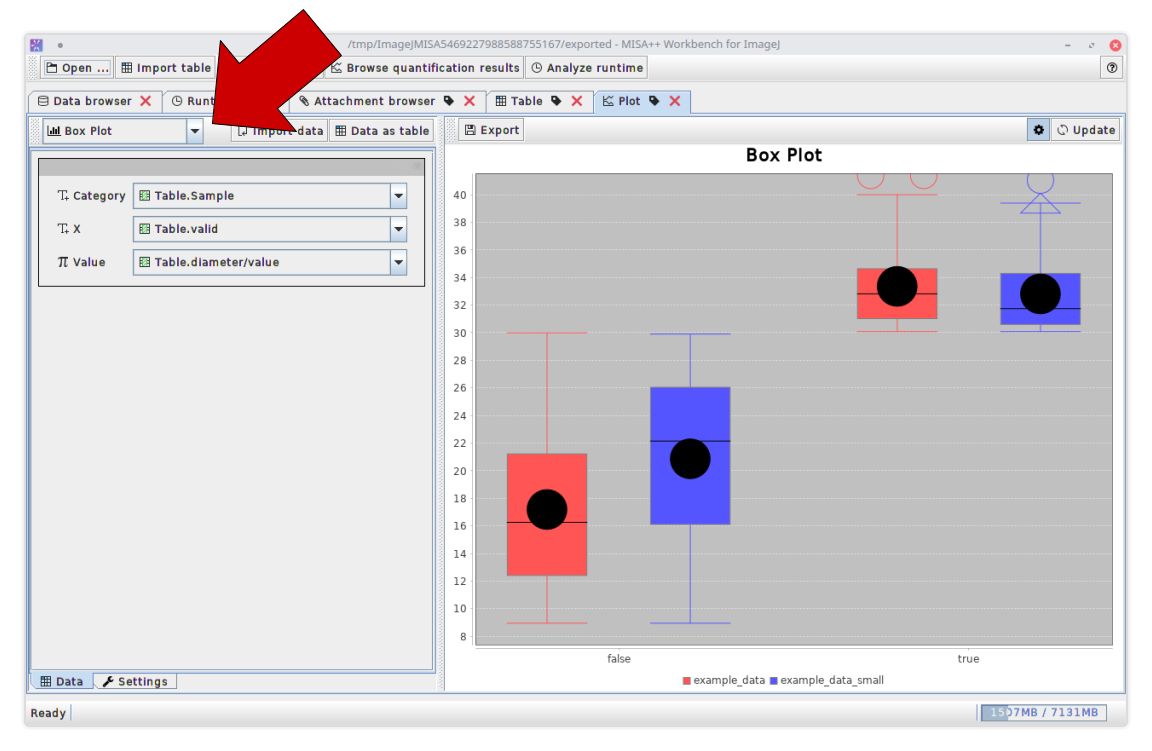 /tmp/ImageJMISA5469227988588755167/exported - MISA++ Workbench for ImageJ
Open ... Import table Browse quantification results Analyze runtime
Data browser Attachment browser Table Plot
Box Plot Import data Data as table Export Update
Box Plot
Category Table.Sample
X Table.valid
Value Table.diameter/value
40
38
36
34
32
30
28
26
24
22
20
18
16
14
12
10
8
false true
example_data example_data_small
Data Settings
Ready 1507MB / 7131MB